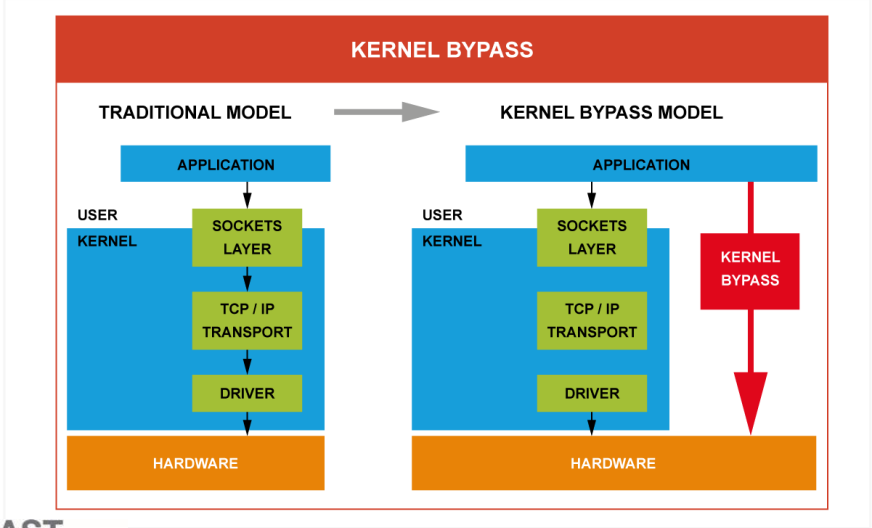 KERNEL BYPASS
TRADITIONAL MODEL
KERNEL BYPASS MODEL
APPLICATION
USER
KERNEL
SOCKETS
LAYER
TCP / IP
TRANSPORT
DRIVER
HARDWARE
APPLICATION
USER
KERNEL
SOCKETS
LAYER
TCP / IP
TRANSPORT
DRIVER
KERNEL
BYPASS
HARDWARE